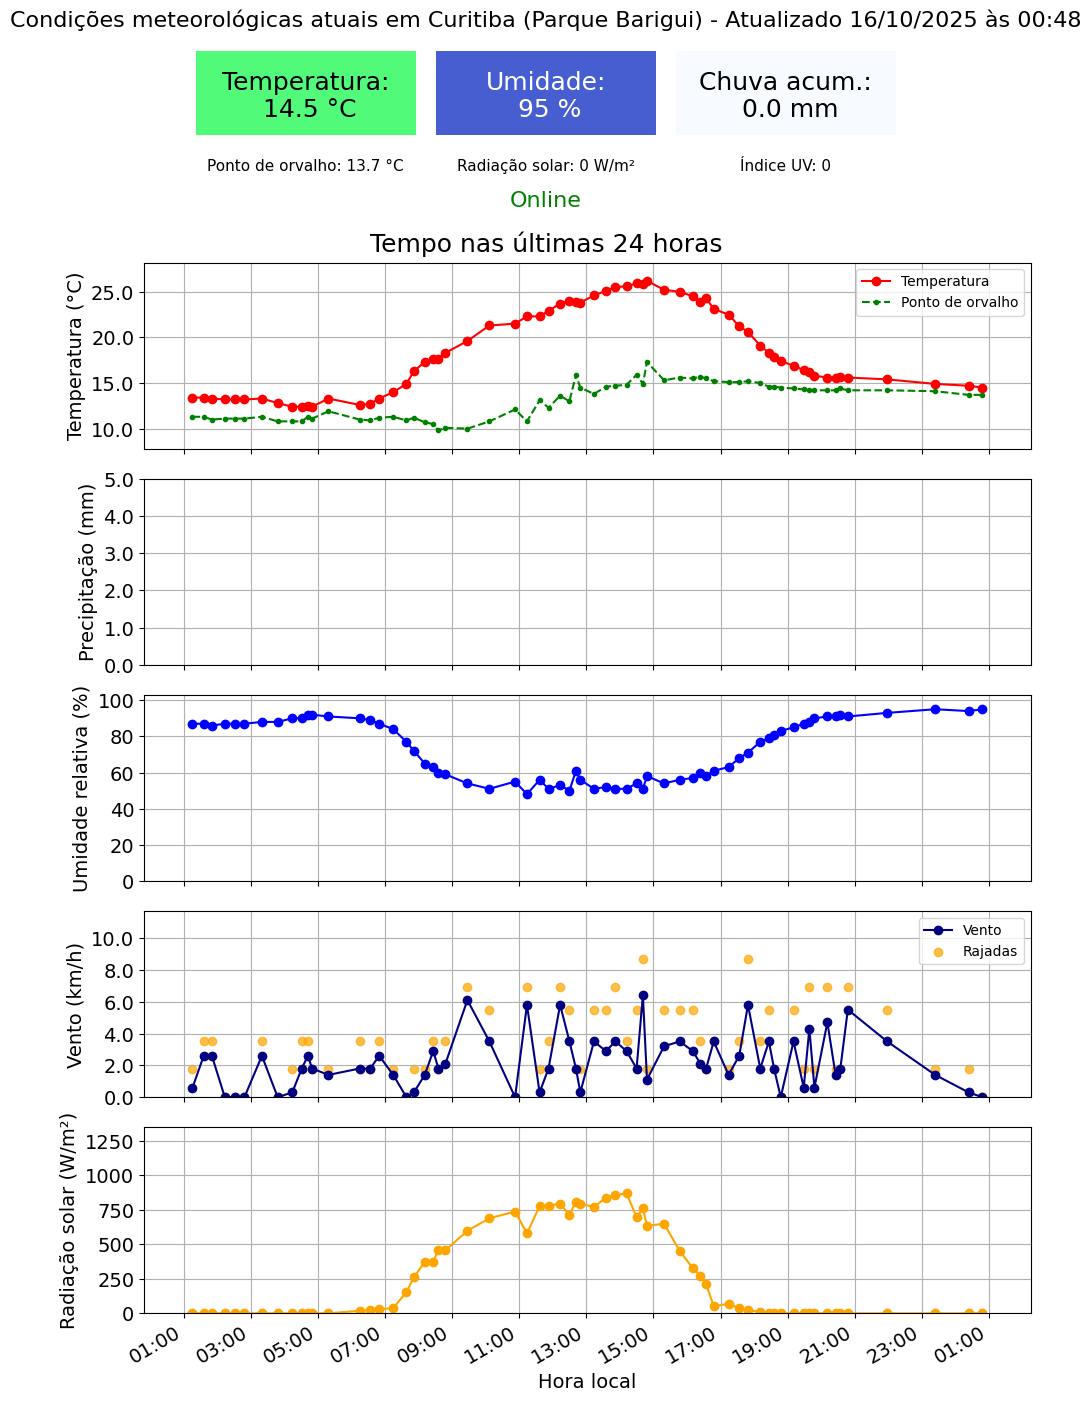 Condições meteorológicas atuais em Curitiba (Parque Barigui) - Atualizado 16/10/2025 às 00:48
Temperatura:
14.5 °C
Umidade:
95 %
Chuva acum.:
0.0 mm
Ponto de orvalho: 13.7 °C
Radiação solar: 0 W/m²
Índice UV: 0
Online
Tempo nas últimas 24 horas
Temperatura (°C)
25.0
20.0
15.0
10.0
Temperatura
Ponto de orvalho
Precipitação (mm)
5.0
4.0
3.0
2.0
1.0
0.0
Umidade relativa (%)
100
80
60
40
20
0
Vento (km/h)
10.0
8.0
6.0
4.0
2.0
0.0
Vento
Rajadas
Radiação solar (W/m²)
1250
1000
750
500
250
0
01:00
03:00
05:00
07:00
09:00
11:00
13:00
15:00
17:00
19:00
21:00
23:00
01:00
Hora local